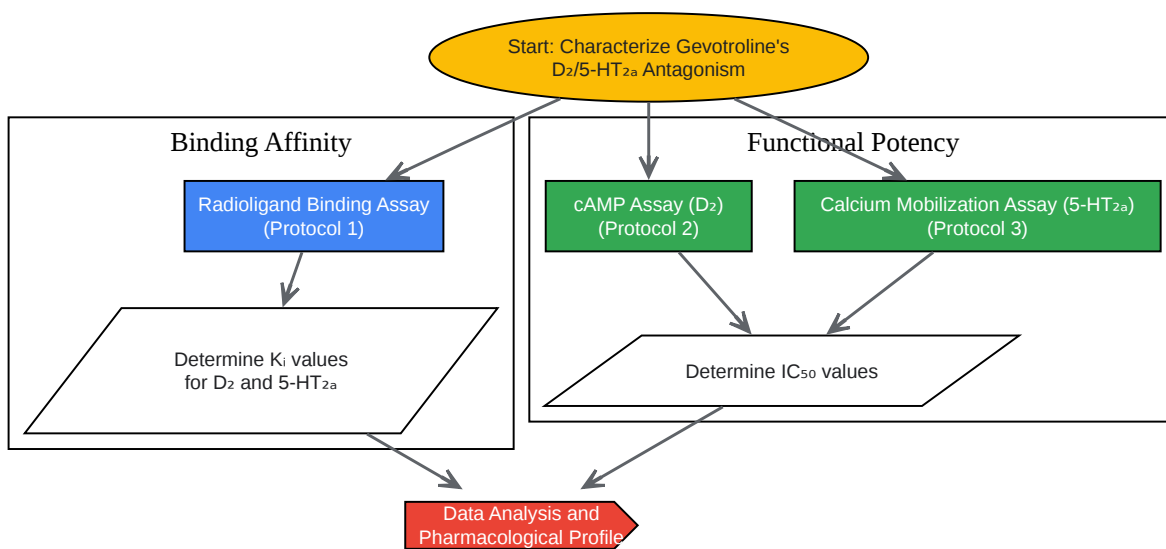 Start: Characterize Gevotroline's
D₂/5-HT₂ₐ Antagonism
Binding Affinity
Functional Potency
Radioligand Binding Assay
(Protocol 1)
cAMP Assay (D₂)
(Protocol 2)
Calcium Mobilization Assay (5-HT₂ₐ)
(Protocol 3)
Determine Kᵢ values
for D₂ and 5-HT₂ₐ
Determine IC₅₀ values
Data Analysis and
Pharmacological Profile